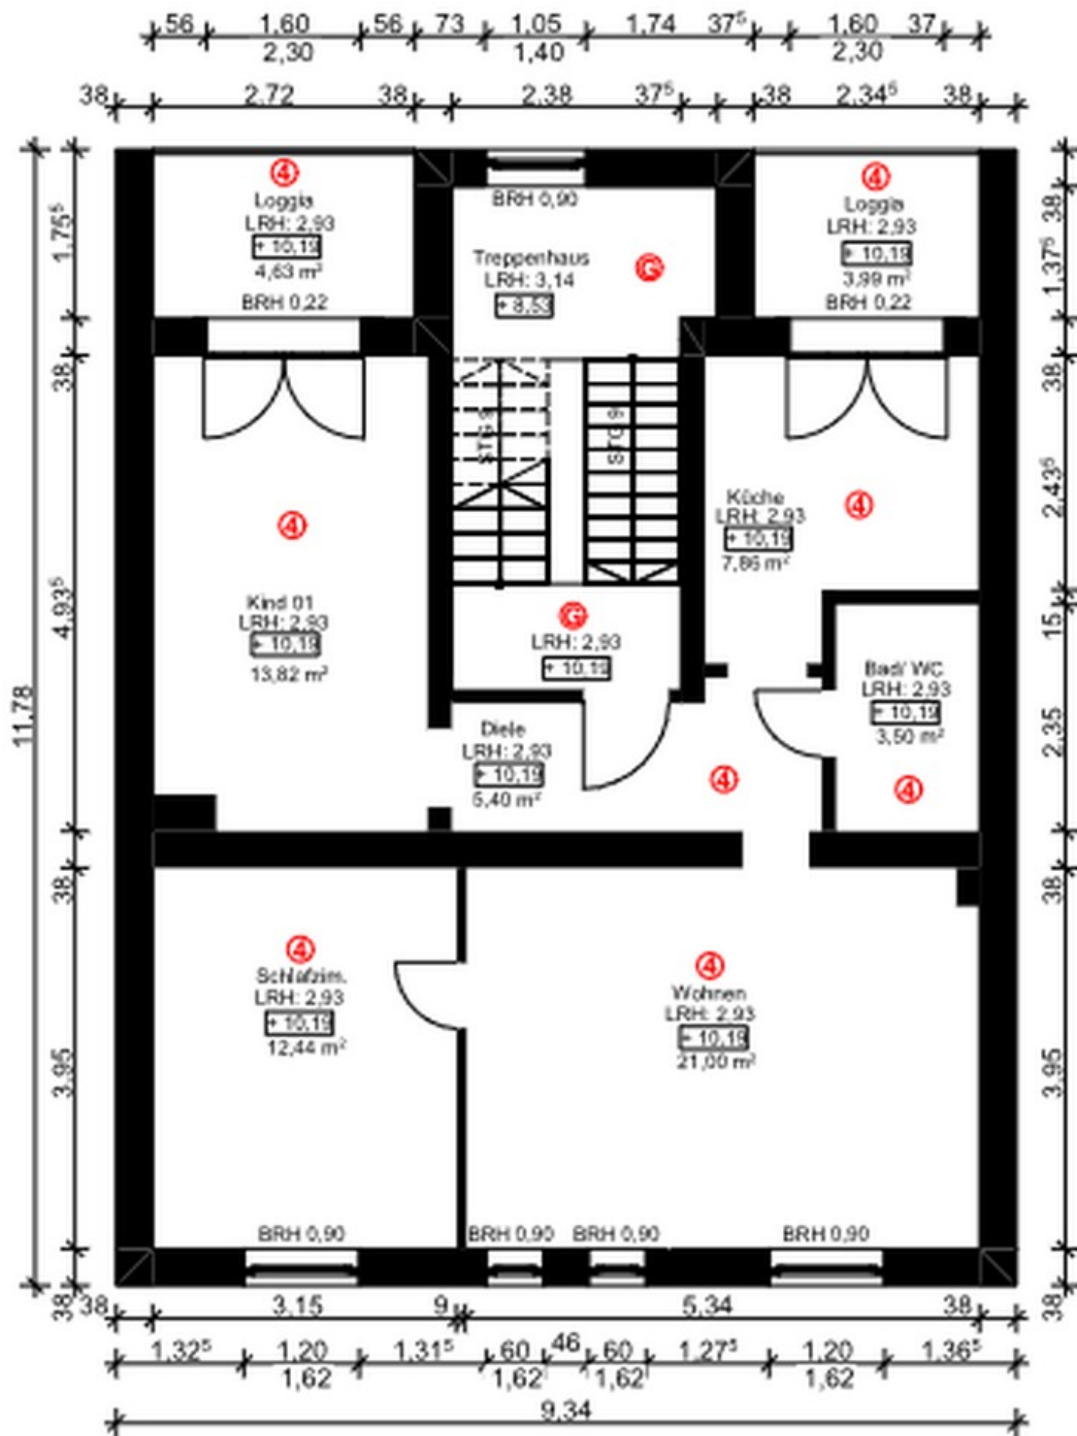 56 1,60 56 73 1,05 1,74 37⁵ 1,60 37
2,30 1,40 2,30
38 2,72 38 2,38 37⁵ 38 2,34⁵ 38
4
Loggia
LRH: 2,93
+ 10,19
4,63 m²
BRH 0,22
BRH 0,90
Treppenhaus
LRH: 3,14
+ 8,53
G
4
Loggia
LRH: 2,93
+ 10,19
3,99 m²
BRH 0,22
1,75⁵
38
4,93⁵
38
3,95
38
11,78
38
1,37⁵
38
2,43⁵
15
2,35
38
3,95
38
STG 9
STG 9
4
Kind 01
LRH: 2,93
+ 10,19
13,82 m²
Küche
LRH: 2,93
+ 10,19
7,86 m²
4
G
LRH: 2,93
+ 10,19
Diele
LRH: 2,93
+ 10,19
5,40 m²
4
Bad/ WC
LRH: 2,93
+ 10,19
3,50 m²
4
4
Schlafzim.
LRH: 2,93
+ 10,19
12,44 m²
4
Wohnen
LRH: 2,93
+ 10,19
21,00 m²
BRH 0,90 BRH 0,90 BRH 0,90 BRH 0,90
38 3,15 9 5,34 38
1,32⁵ 1,20 1,31⁵ 60 46 60 1,27⁵ 1,20 1,36⁵
1,62 1,62 1,62 1,62
9,34